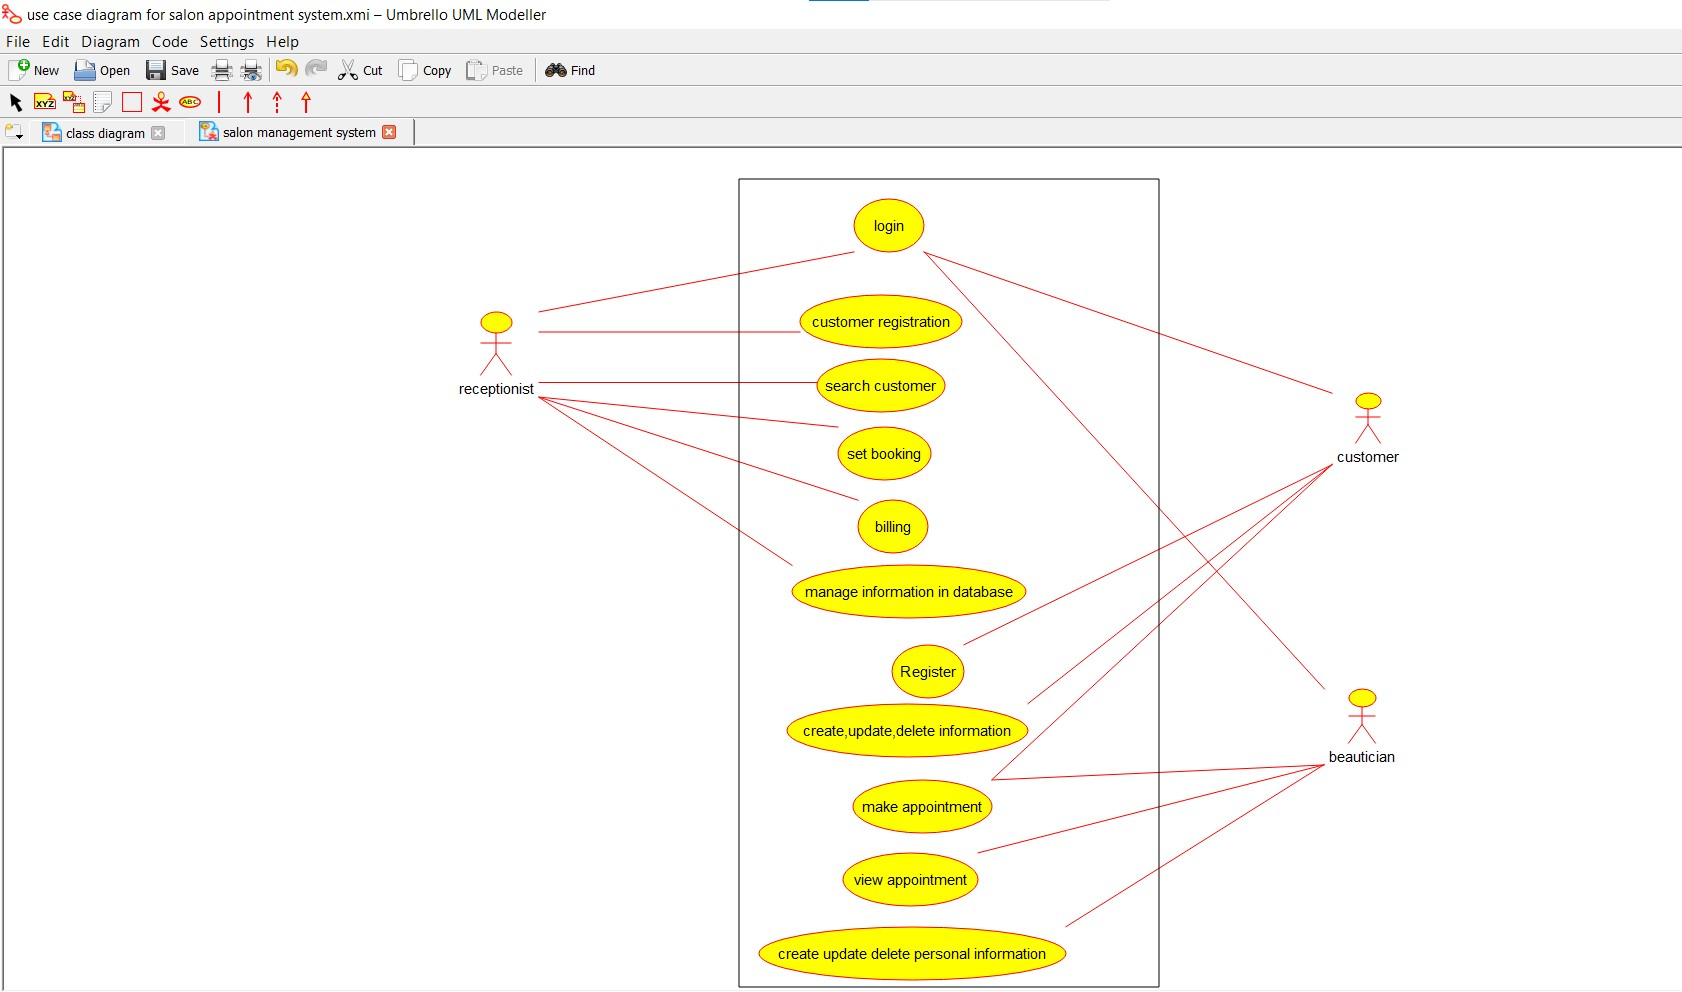 use case diagram for salon appointment system.xmi – Umbrello UML Modeller
File Edit Diagram Code Settings Help
New Open Save Cut Copy Paste Find
XYZ XYZ ABC
class diagram salon management system
login
customer registration
receptionist
search customer
set booking
customer
billing
manage information in database
Register
create,update,delete information
beautician
make appointment
view appointment
create update delete personal information